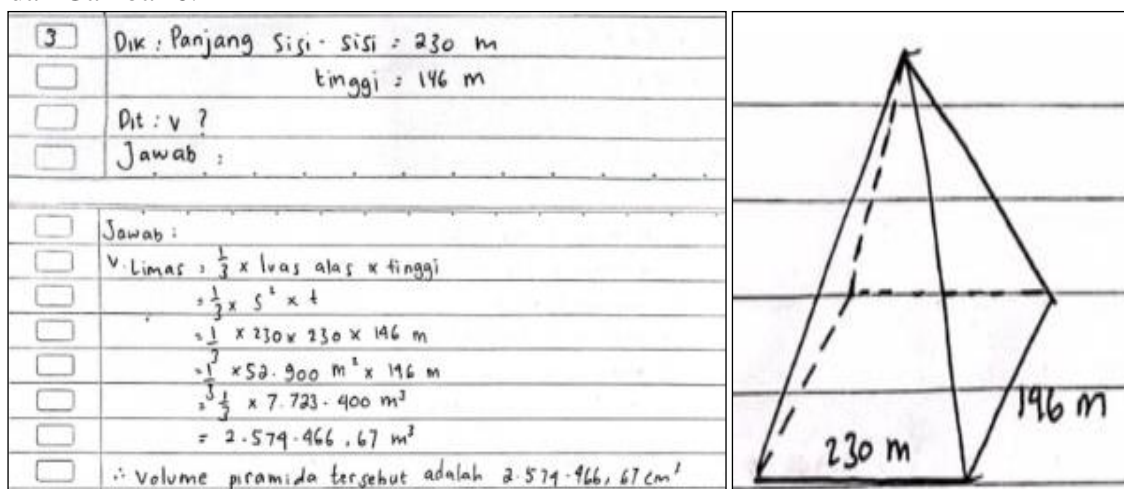 3 Dik : Panjang sisi - sisi = 230 m
tinggi = 146 m
Dit : v ?
Jawab :
Jawab :
V. Limas = 1/3 x luas alas x tinggi
= 1/3 x s² x t
= 1/3 x 230 x 230 x 146 m
= 1/3 x 52.900 m² x 146 m
= 1/3 x 7.723.400 m³
= 2.574.466,67 m³
∴ Volume piramida tersebut adalah 2.574.466,67 cm³
230 m
146 m